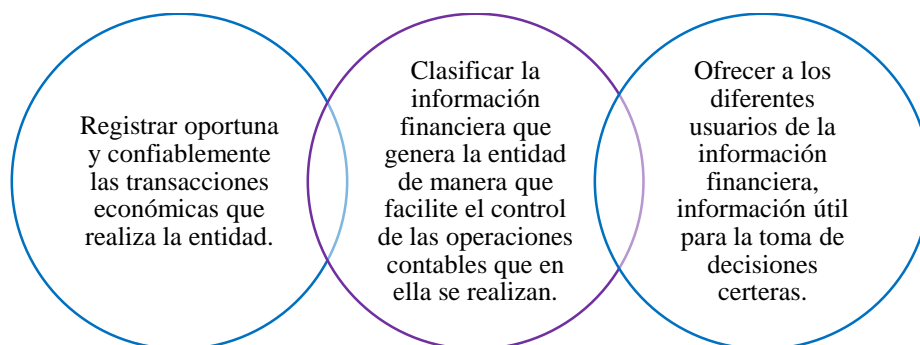 Registrar oportuna
y confiablemente
las transacciones
económicas que
realiza la entidad.
Clasificar la
información
financiera que
genera la entidad
de manera que
facilite el control
de las operaciones
contables que en
ella se realizan.
Ofrecer a los
diferentes
usuarios de la
información
financiera,
información útil
para la toma de
decisiones
certeras.